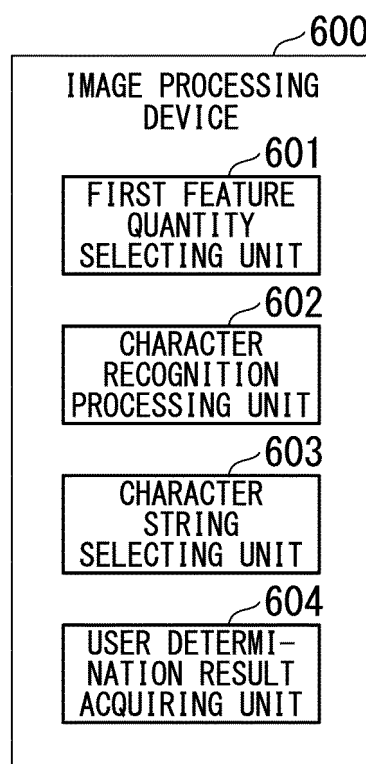 600
IMAGE PROCESSING
DEVICE
601
FIRST FEATURE
QUANTITY
SELECTING UNIT
602
CHARACTER
RECOGNITION
PROCESSING UNIT
603
CHARACTER
STRING
SELECTING UNIT
604
USER DETERMI-
NATION RESULT
ACQUIRING UNIT